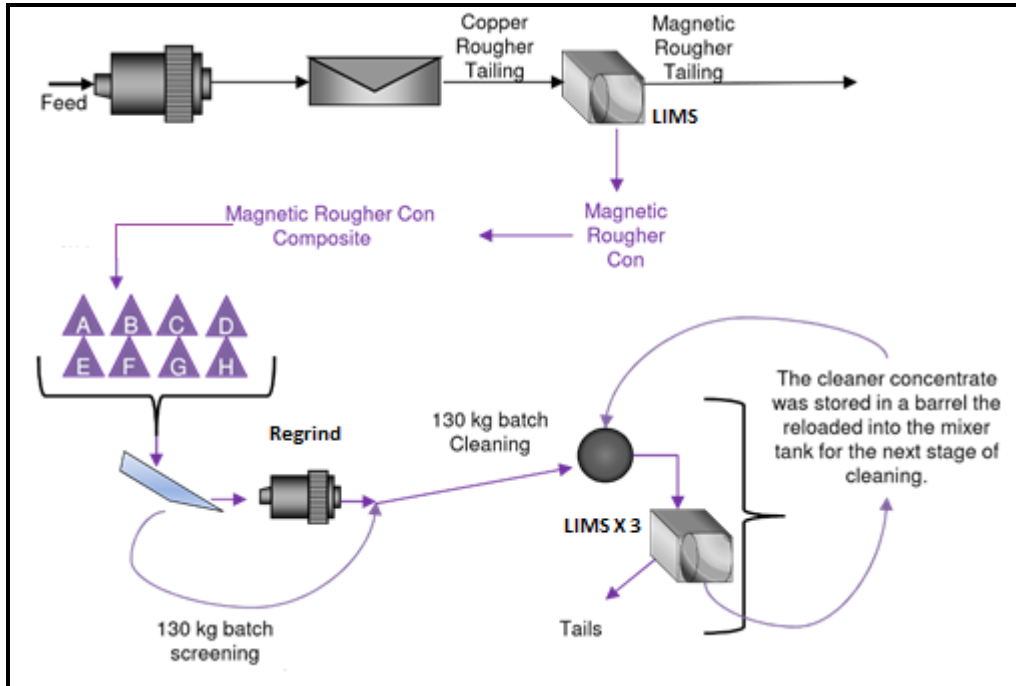 Feed
Copper
Rougher
Tailing
Magnetic
Rougher
Tailing
LIMS
Magnetic
Rougher
Con
Magnetic Rougher Con
Composite
A B C D
E F G H
Regrind
130 kg batch
Cleaning
130 kg batch
screening
LIMS X 3
Tails
The cleaner concentrate
was stored in a barrel the
reloaded into the mixer
tank for the next stage of
cleaning.